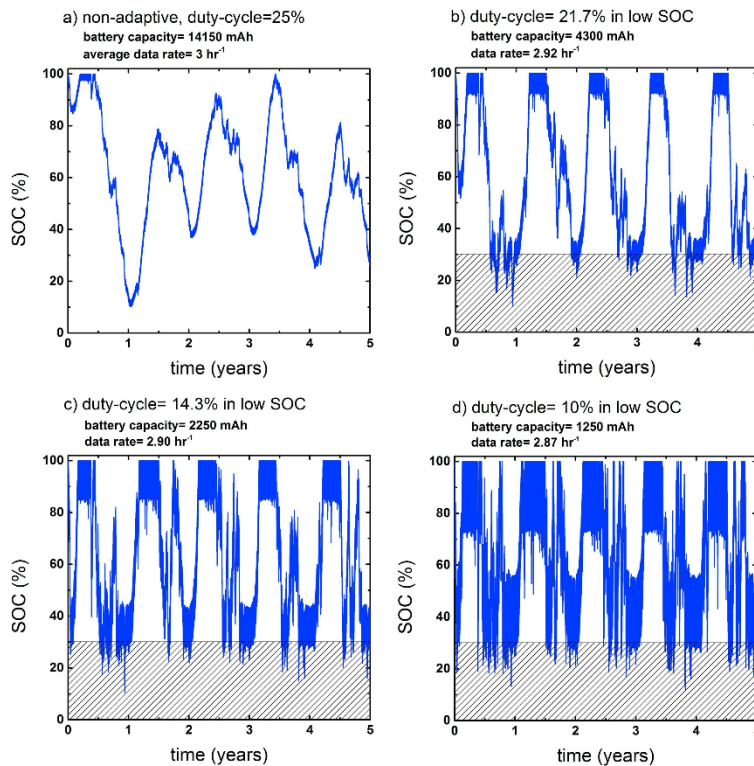 a) non-adaptive, duty-cycle=25%
battery capacity= 14150 mAh
average data rate= 3 hr⁻¹
100
80
60
40
20
0
SOC (%)
0 1 2 3 4 5
time (years)
b) duty-cycle= 21.7% in low SOC
battery capacity= 4300 mAh
data rate= 2.92 hr⁻¹
100
80
60
40
20
0
SOC (%)
0 1 2 3 4
time (years)
c) duty-cycle= 14.3% in low SOC
battery capacity= 2250 mAh
data rate= 2.90 hr⁻¹
100
80
60
40
20
0
SOC (%)
0 1 2 3 4 5
time (years)
d) duty-cycle= 10% in low SOC
battery capacity= 1250 mAh
data rate= 2.87 hr⁻¹
100
80
60
40
20
0
SOC (%)
0 1 2 3 4
time (years)